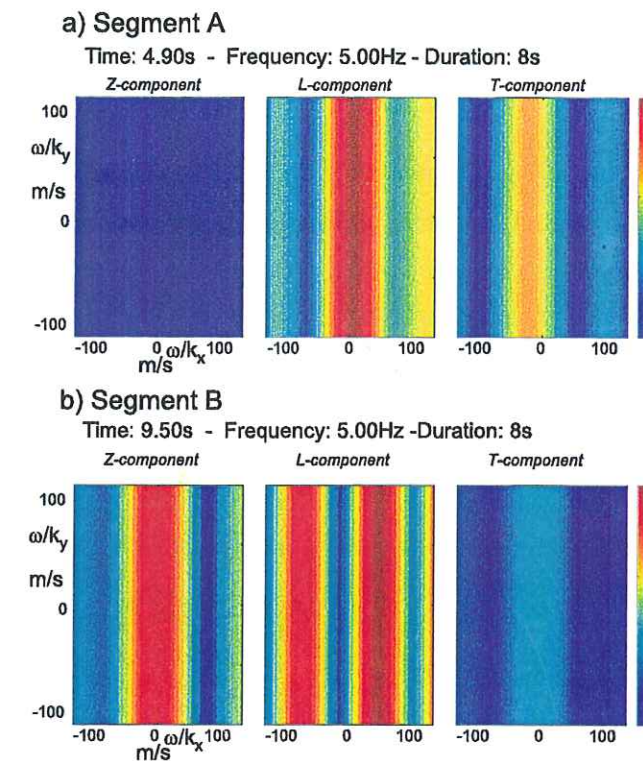 a) Segment A
Time: 4.90s - Frequency: 5.00Hz - Duration: 8s
Z-component L-component T-component
100
ω/ky
m/s
0
-100
-100 0 ω/kx 100 -100 0 100 -100 0 100
m/s
b) Segment B
Time: 9.50s - Frequency: 5.00Hz -Duration: 8s
Z-component L-component T-component
100
ω/ky
m/s
0
-100
-100 0 ω/kx 100 -100 0 100 -100 0 100
m/s